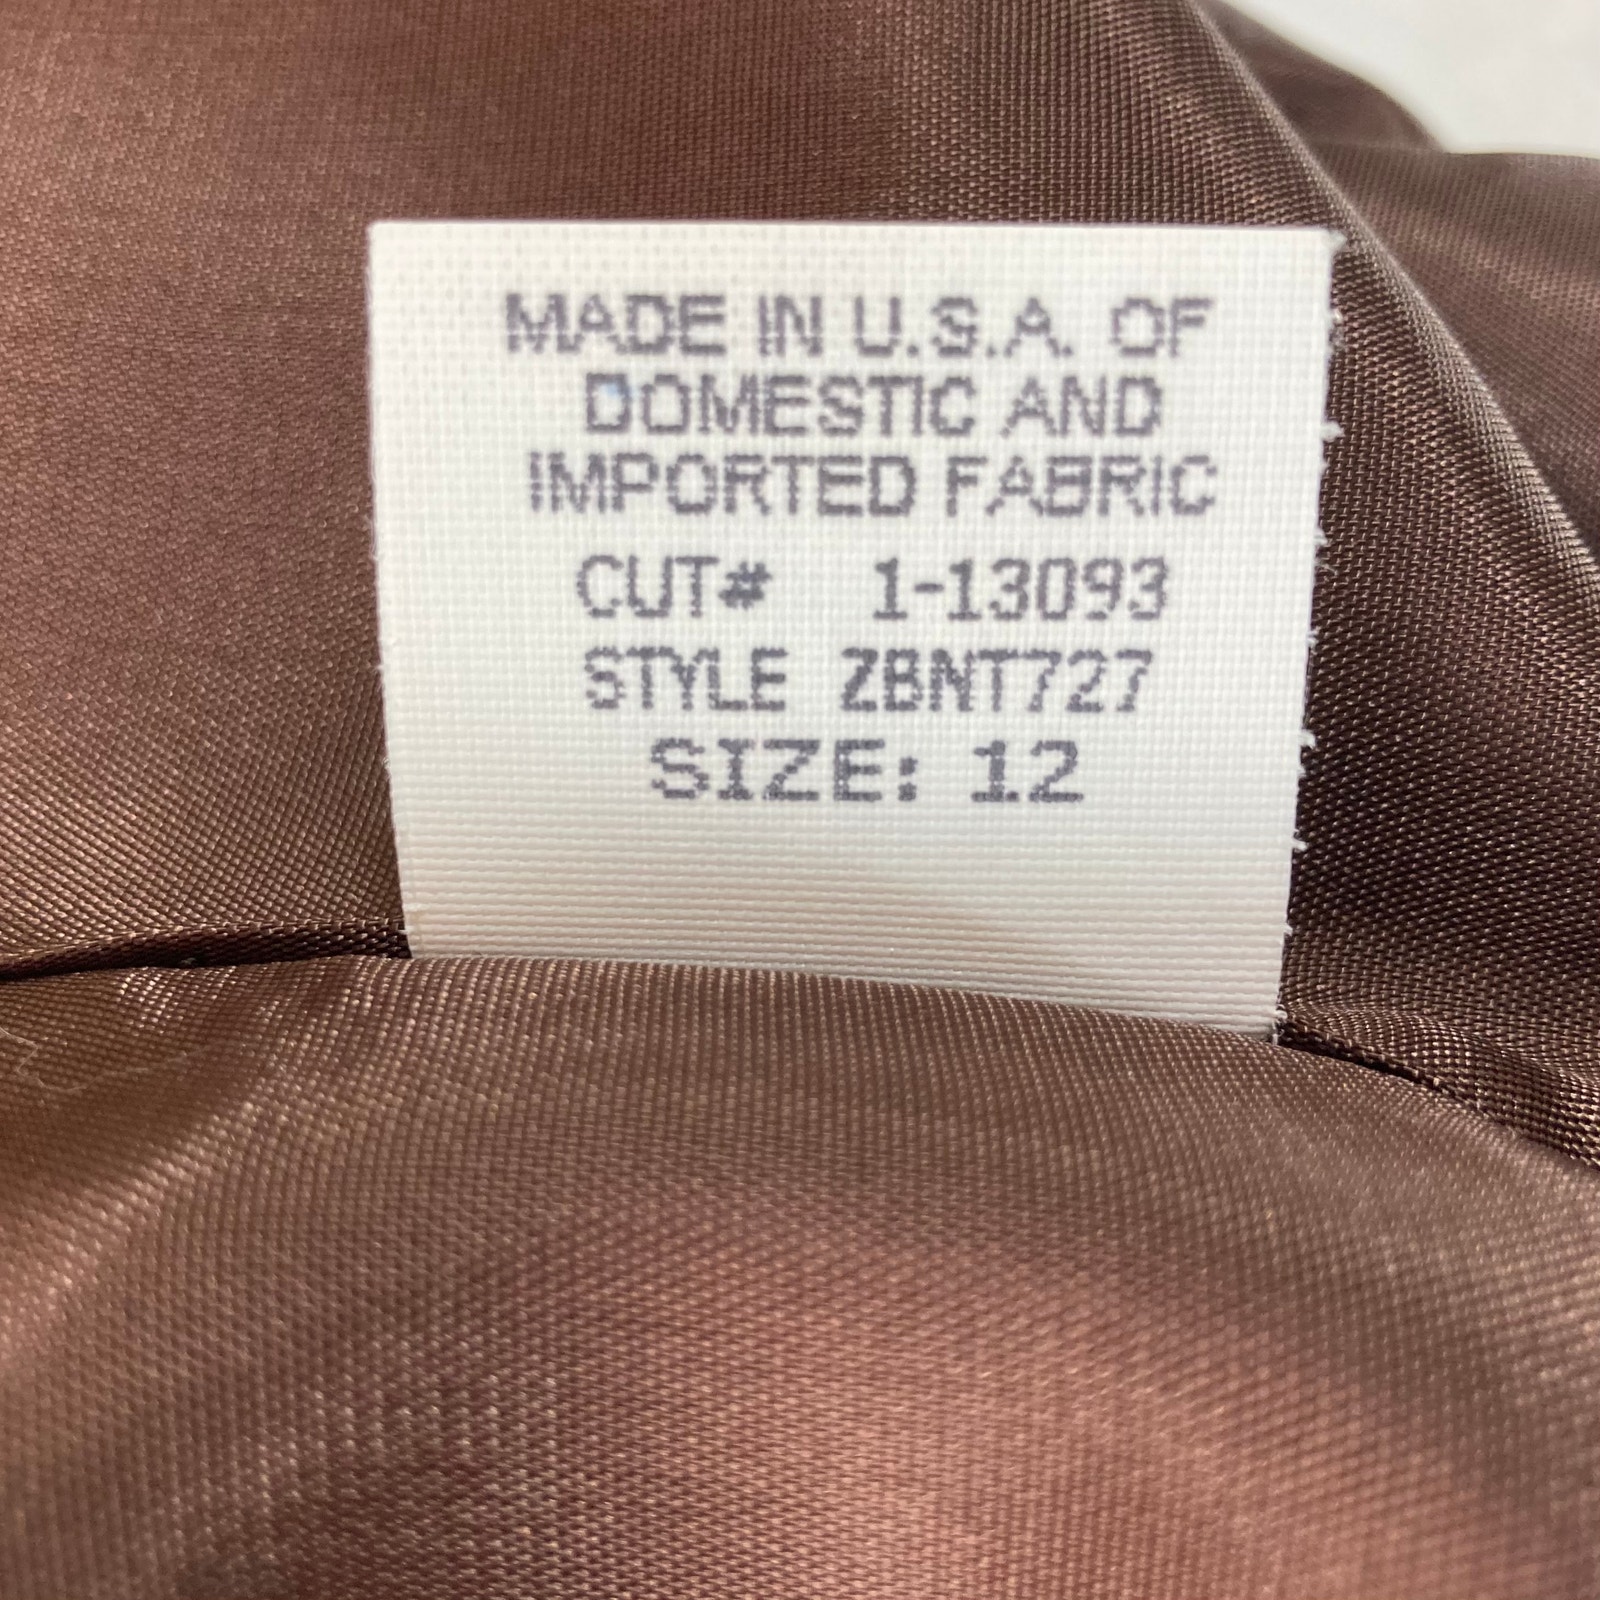 MADE IN U.S.A. OF
DOMESTIC AND
IMPORTED FABRIC
CUT# 1-13093
STYLE ZBNT727
SIZE: 12